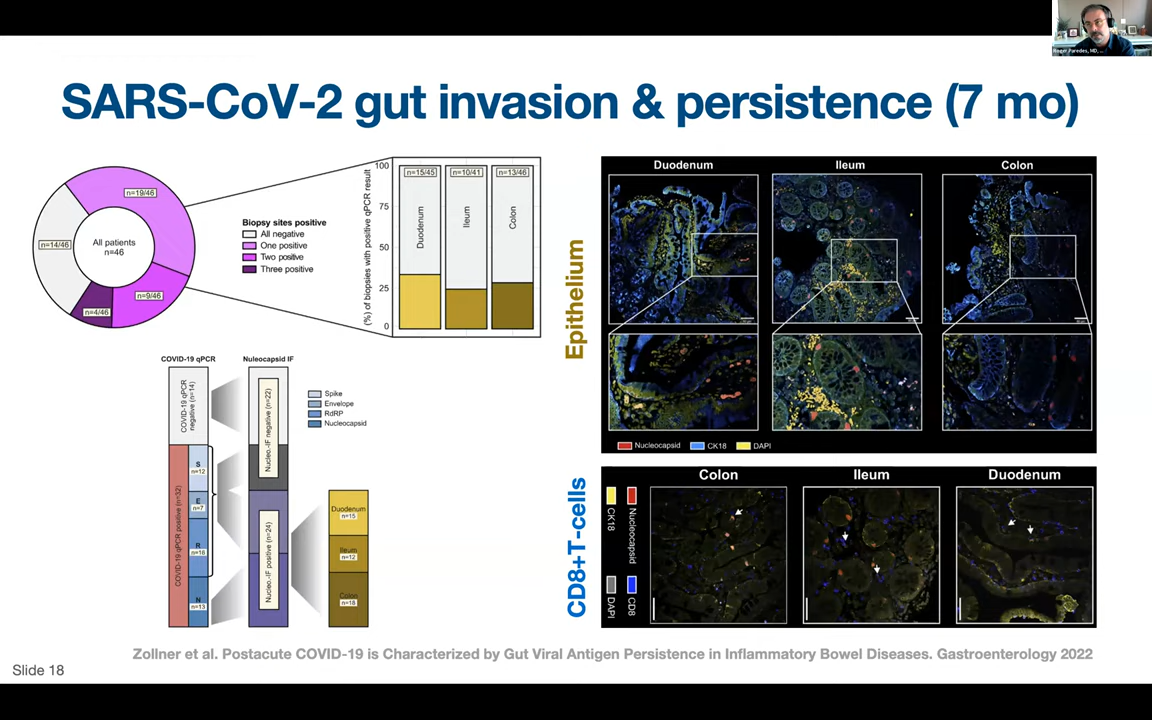 Roger Paredes, MD, ...
SARS-CoV-2 gut invasion & persistence (7 mo)
n=19/46
n=14/46
All patients
n=46
n=9/46
n=4/46
Biopsy sites positive
All negative
One positive
Two positive
Three positive
(%) of biopsies with positive qPCR result
100
75
50
25
0
n=15/45
n=10/41
n=13/46
Duodenum
Ileum
Colon
COVID-19 qPCR
Nuleocapsid IF
COVID-19 qPCR
negative (n=14)
COVID-19 qPCR positive (n=32)
S
n=12
E
n=7
R
n=16
N
n=13
Nucleo.-IF negative (n=22)
Nucleo.-IF positive (n=24)
Spike
Envelope
RdRP
Nucleocapsid
Duodenum
n=15
Ileum
n=12
Colon
n=18
Epithelium
Duodenum
Ileum
Colon
Nucleocapsid
CK18
DAPI
CD8+T-cells
Colon
Ileum
Duodenum
CK18
Nucleocapsid
DAPI
CD8
Zollner et al. Postacute COVID-19 is Characterized by Gut Viral Antigen Persistence in Inflammatory Bowel Diseases. Gastroenterology 2022
Slide 18